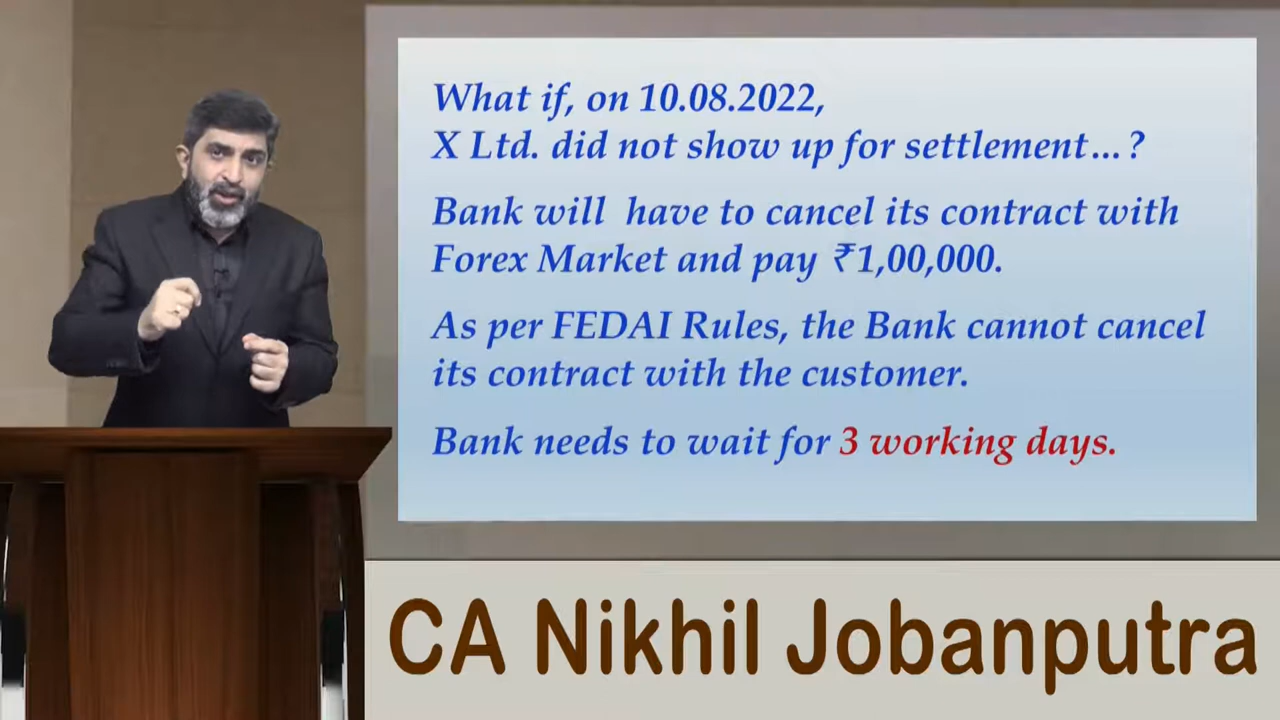 What if, on 10.08.2022,
X Ltd. did not show up for settlement...?
Bank will have to cancel its contract with
Forex Market and pay ₹1,00,000.
As per FEDAI Rules, the Bank cannot cancel
its contract with the customer.
Bank needs to wait for 3 working days.
CA Nikhil Jobanputra